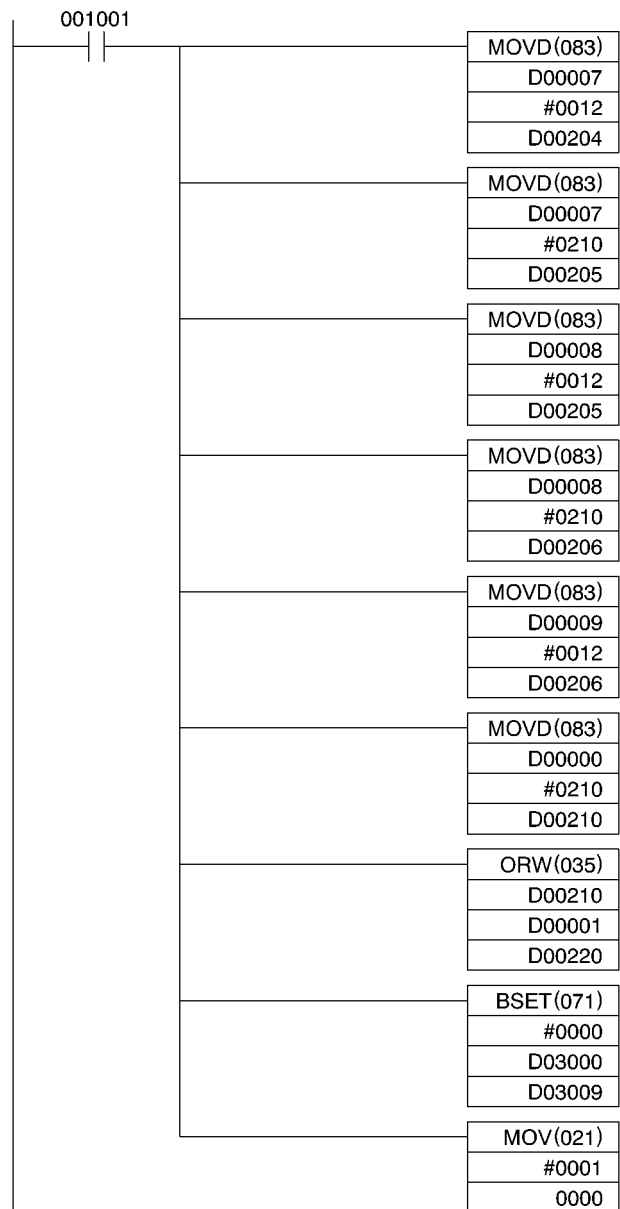 001001
MOVD(083)
D00007
#0012
D00204
MOVD(083)
D00007
#0210
D00205
MOVD(083)
D00008
#0012
D00205
MOVD(083)
D00008
#0210
D00206
MOVD(083)
D00009
#0012
D00206
MOVD(083)
D00000
#0210
D00210
ORW(035)
D00210
D00001
D00220
BSET(071)
#0000
D03000
D03009
MOV(021)
#0001
0000